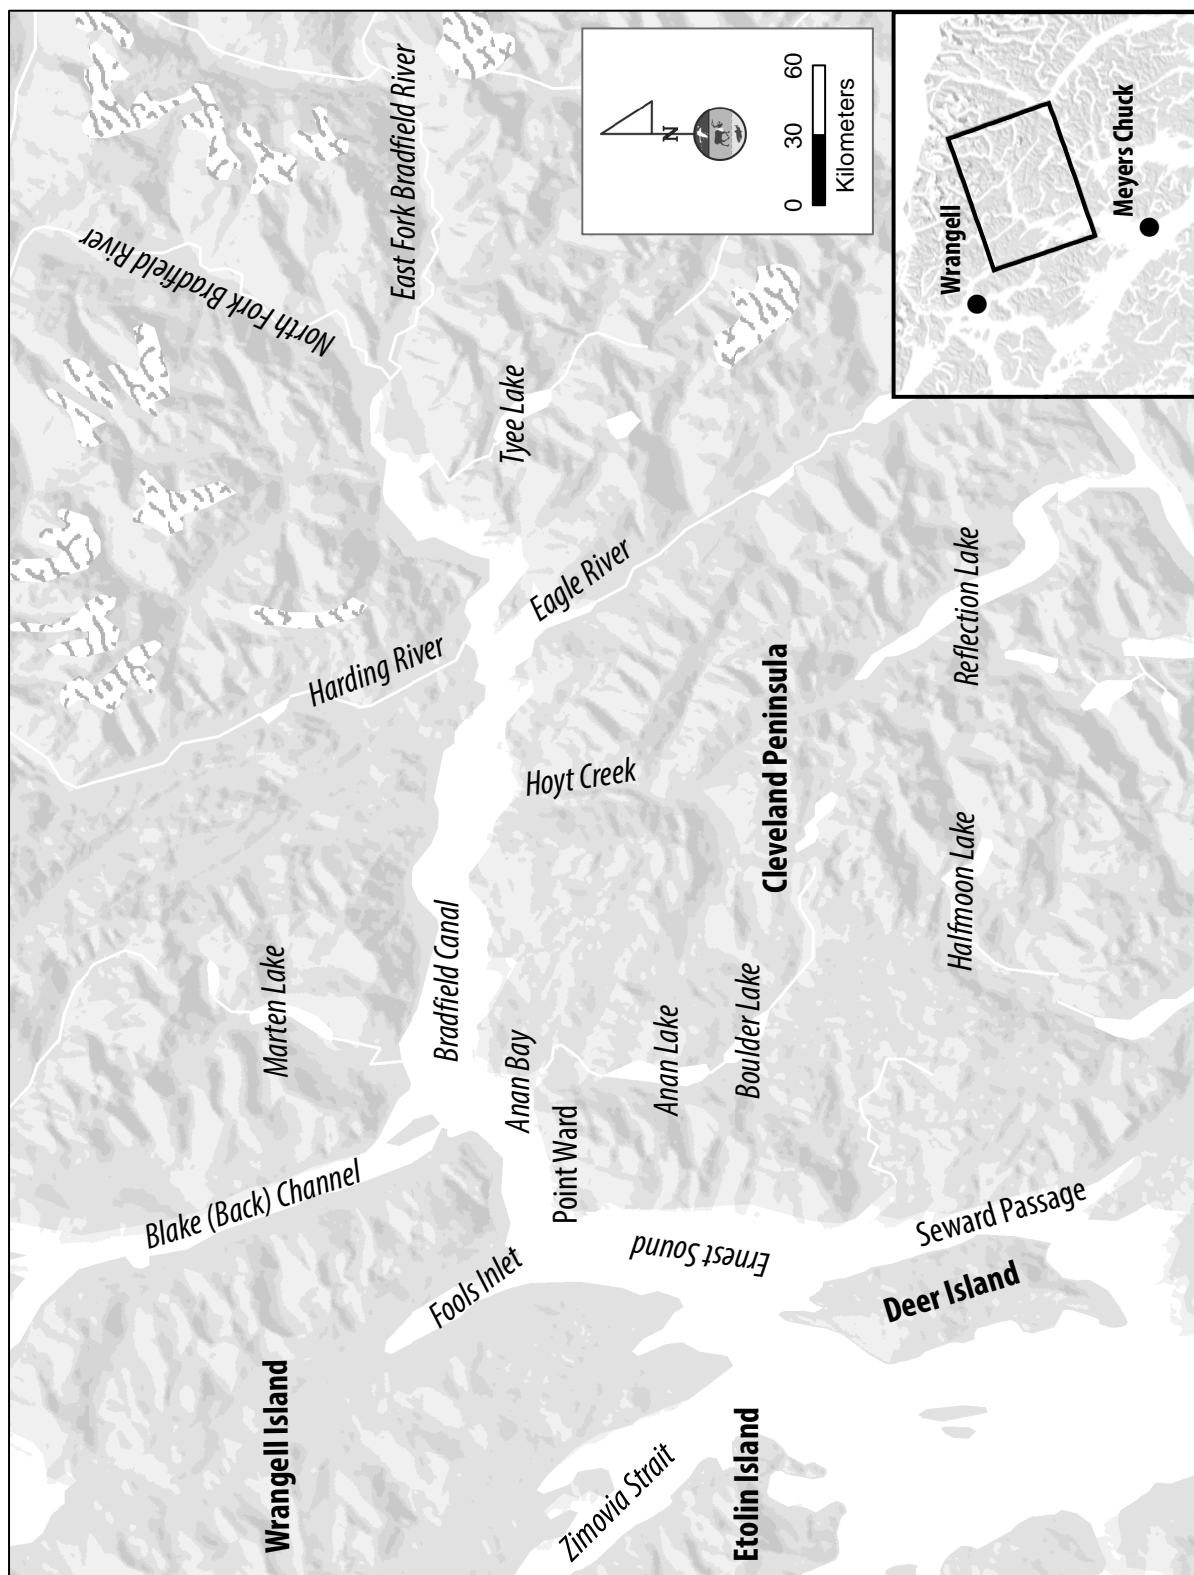 North Fork Bradfield River
East Fork Bradfield River
Harding River
Tyee Lake
Eagle River
Marten Lake
Bradfield Canal
Hoyt Creek
Blake (Back) Channel
Anan Bay
Point Ward
Anan Lake
Boulder Lake
Cleveland Peninsula
Reflection Lake
Halfmoon Lake
Wrangell Island
Fools Inlet
Ernest Sound
Seward Passage
Deer Island
Zimovia Strait
Etolin Island
N
0 30 60
Kilometers
Wrangell
Meyers Chuck